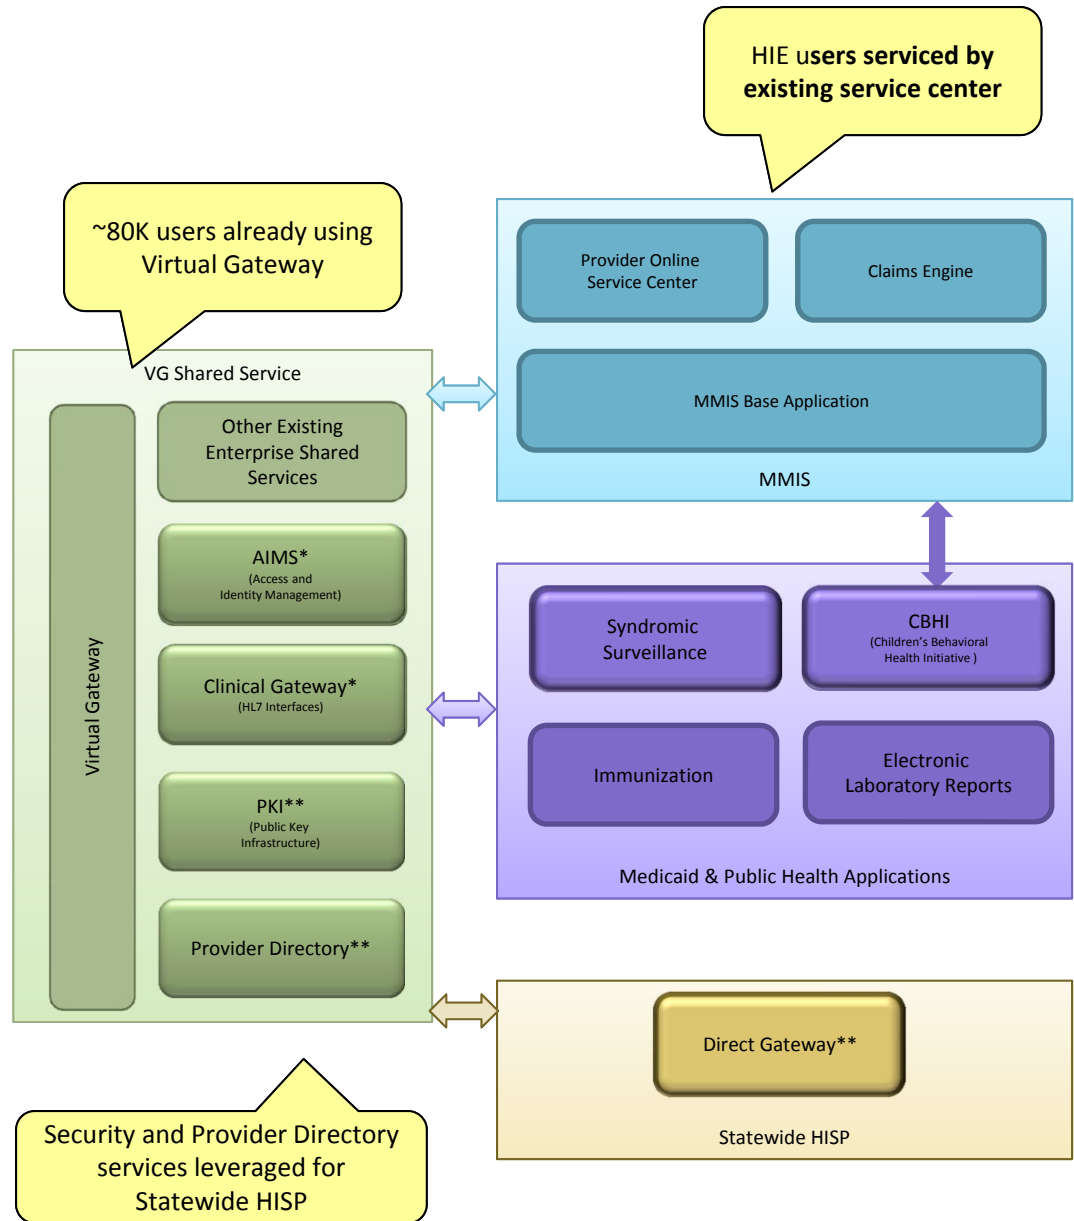 HIE users serviced by
existing service center
~80K users already using
Virtual Gateway
Provider Online
Service Center
Claims Engine
MMIS Base Application
MMIS
VG Shared Service
Virtual Gateway
Other Existing
Enterprise Shared
Services
AIMS*
(Access and
Identity Management)
Clinical Gateway*
(HL7 Interfaces)
PKI**
(Public Key
Infrastructure)
Provider Directory**
Syndromic
Surveillance
CBHI
(Children’s Behavioral
Health Initiative )
Immunization
Electronic
Laboratory Reports
Medicaid & Public Health Applications
Direct Gateway**
Statewide HISP
Security and Provider Directory
services leveraged for
Statewide HISP